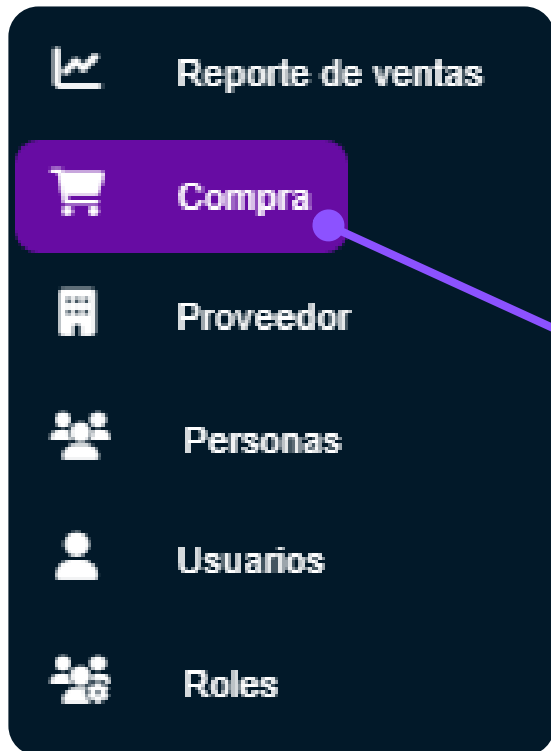 Reporte de ventas
Compra
Proveedor
Personas
Usuarios
Roles